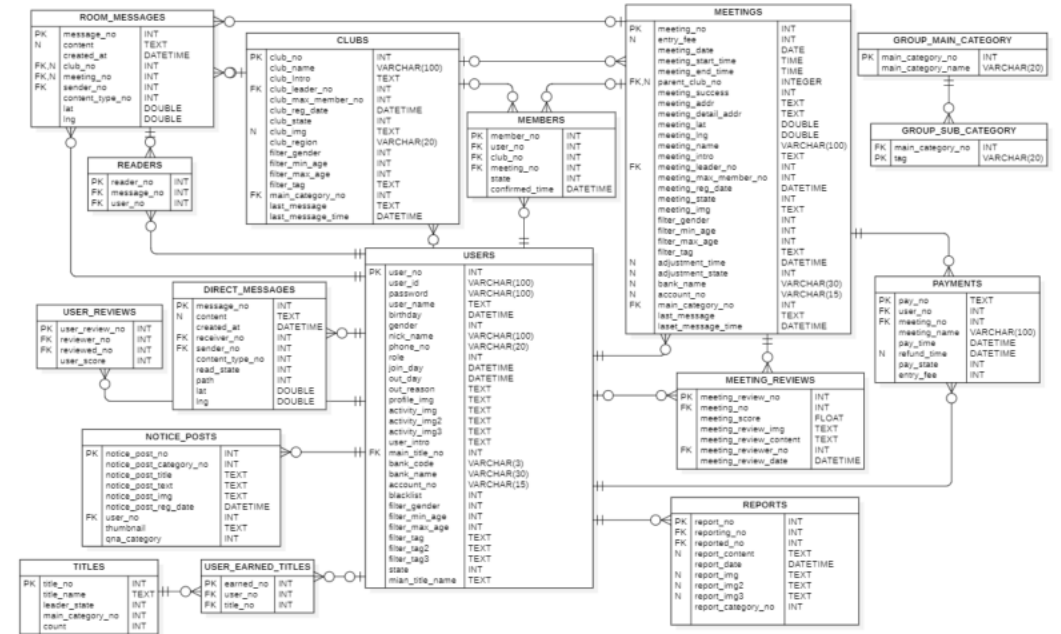 ROOM_MESSAGES
PK message_no INT
N content TEXT
created_at DATETIME
FK,N club_no INT
FK,N meeting_no INT
FK sender_no INT
content_type_no INT
lat DOUBLE
lng DOUBLE
CLUBS
PK club_no INT
club_name VARCHAR(100)
club_intro TEXT
FK club_leader_no INT
club_max_member_no INT
club_reg_date DATETIME
club_state INT
N club_img TEXT
club_region VARCHAR(20)
filter_gender INT
filter_min_age INT
filter_max_age INT
filter_tag TEXT
FK main_category_no INT
last_message TEXT
last_message_time DATETIME
MEETINGS
PK meeting_no INT
N entry_fee INT
meeting_date DATE
meeting_start_time TIME
meeting_end_time TIME
FK,N parent_club_no INTEGER
meeting_success INT
meeting_addr TEXT
meeting_detail_addr TEXT
meeting_lat DOUBLE
meeting_lng DOUBLE
meeting_name VARCHAR(100)
meeting_intro TEXT
FK meeting_leader_no INT
meeting_max_member_no INT
meeting_reg_date DATETIME
meeting_state INT
meeting_img TEXT
filter_gender INT
filter_min_age INT
filter_max_age INT
filter_tag TEXT
N adjustment_time DATETIME
N adjustment_state INT
N bank_name VARCHAR(30)
N account_no VARCHAR(15)
FK main_category_no INT
last_message TEXT
laset_message_time DATETIME
GROUP_MAIN_CATEGORY
PK main_category_no INT
main_category_name VARCHAR(20)
GROUP_SUB_CATEGORY
FK main_category_no INT
PK tag VARCHAR(20)
MEMBERS
PK member_no INT
FK user_no INT
FK club_no INT
FK meeting_no INT
state INT
confirmed_time DATETIME
READERS
PK reader_no INT
FK message_no INT
FK user_no INT
USERS
PK user_no INT
user_id VARCHAR(100)
password VARCHAR(100)
user_name TEXT
birthday DATETIME
gender INT
nick_name VARCHAR(100)
phone_no VARCHAR(20)
role INT
join_day DATETIME
out_day DATETIME
out_reason TEXT
profile_img TEXT
activity_img TEXT
activity_img2 TEXT
activity_img3 TEXT
user_intro TEXT
FK main_title_no INT
bank_code VARCHAR(3)
bank_name VARCHAR(30)
account_no VARCHAR(15)
blacklist INT
filter_gender INT
filter_min_age INT
filter_max_age INT
filter_tag TEXT
filter_tag2 TEXT
filter_tag3 TEXT
state INT
mian_title_name TEXT
DIRECT_MESSAGES
PK message_no INT
N content TEXT
created_at DATETIME
FK receiver_no INT
FK sender_no INT
content_type_no INT
read_state INT
path INT
lat DOUBLE
lng DOUBLE
USER_REVIEWS
PK user_review_no INT
FK reviewer_no INT
FK reviewed_no INT
user_score INT
PAYMENTS
PK pay_no TEXT
FK user_no INT
FK meeting_no INT
meeting_name VARCHAR(100)
pay_time DATETIME
N refund_time DATETIME
pay_state INT
entry_fee INT
MEETING_REVIEWS
PK meeting_review_no INT
FK meeting_no INT
meeting_score FLOAT
meeting_review_img TEXT
meeting_review_content TEXT
FK meeting_reviewer_no INT
meeting_review_date DATETIME
NOTICE_POSTS
PK notice_post_no INT
notice_post_category_no INT
notice_post_title TEXT
notice_post_text TEXT
notice_post_img TEXT
notice_post_reg_date DATETIME
FK user_no INT
thumbnail TEXT
qna_category INT
REPORTS
PK report_no INT
FK reporting_no INT
FK reported_no INT
N report_content TEXT
report_date DATETIME
N report_img TEXT
N report_img2 TEXT
N report_img3 TEXT
report_category_no INT
TITLES
PK title_no INT
title_name TEXT
leader_state INT
main_category_no INT
count INT
USER_EARNED_TITLES
PK earned_no INT
FK user_no INT
FK title_no INT